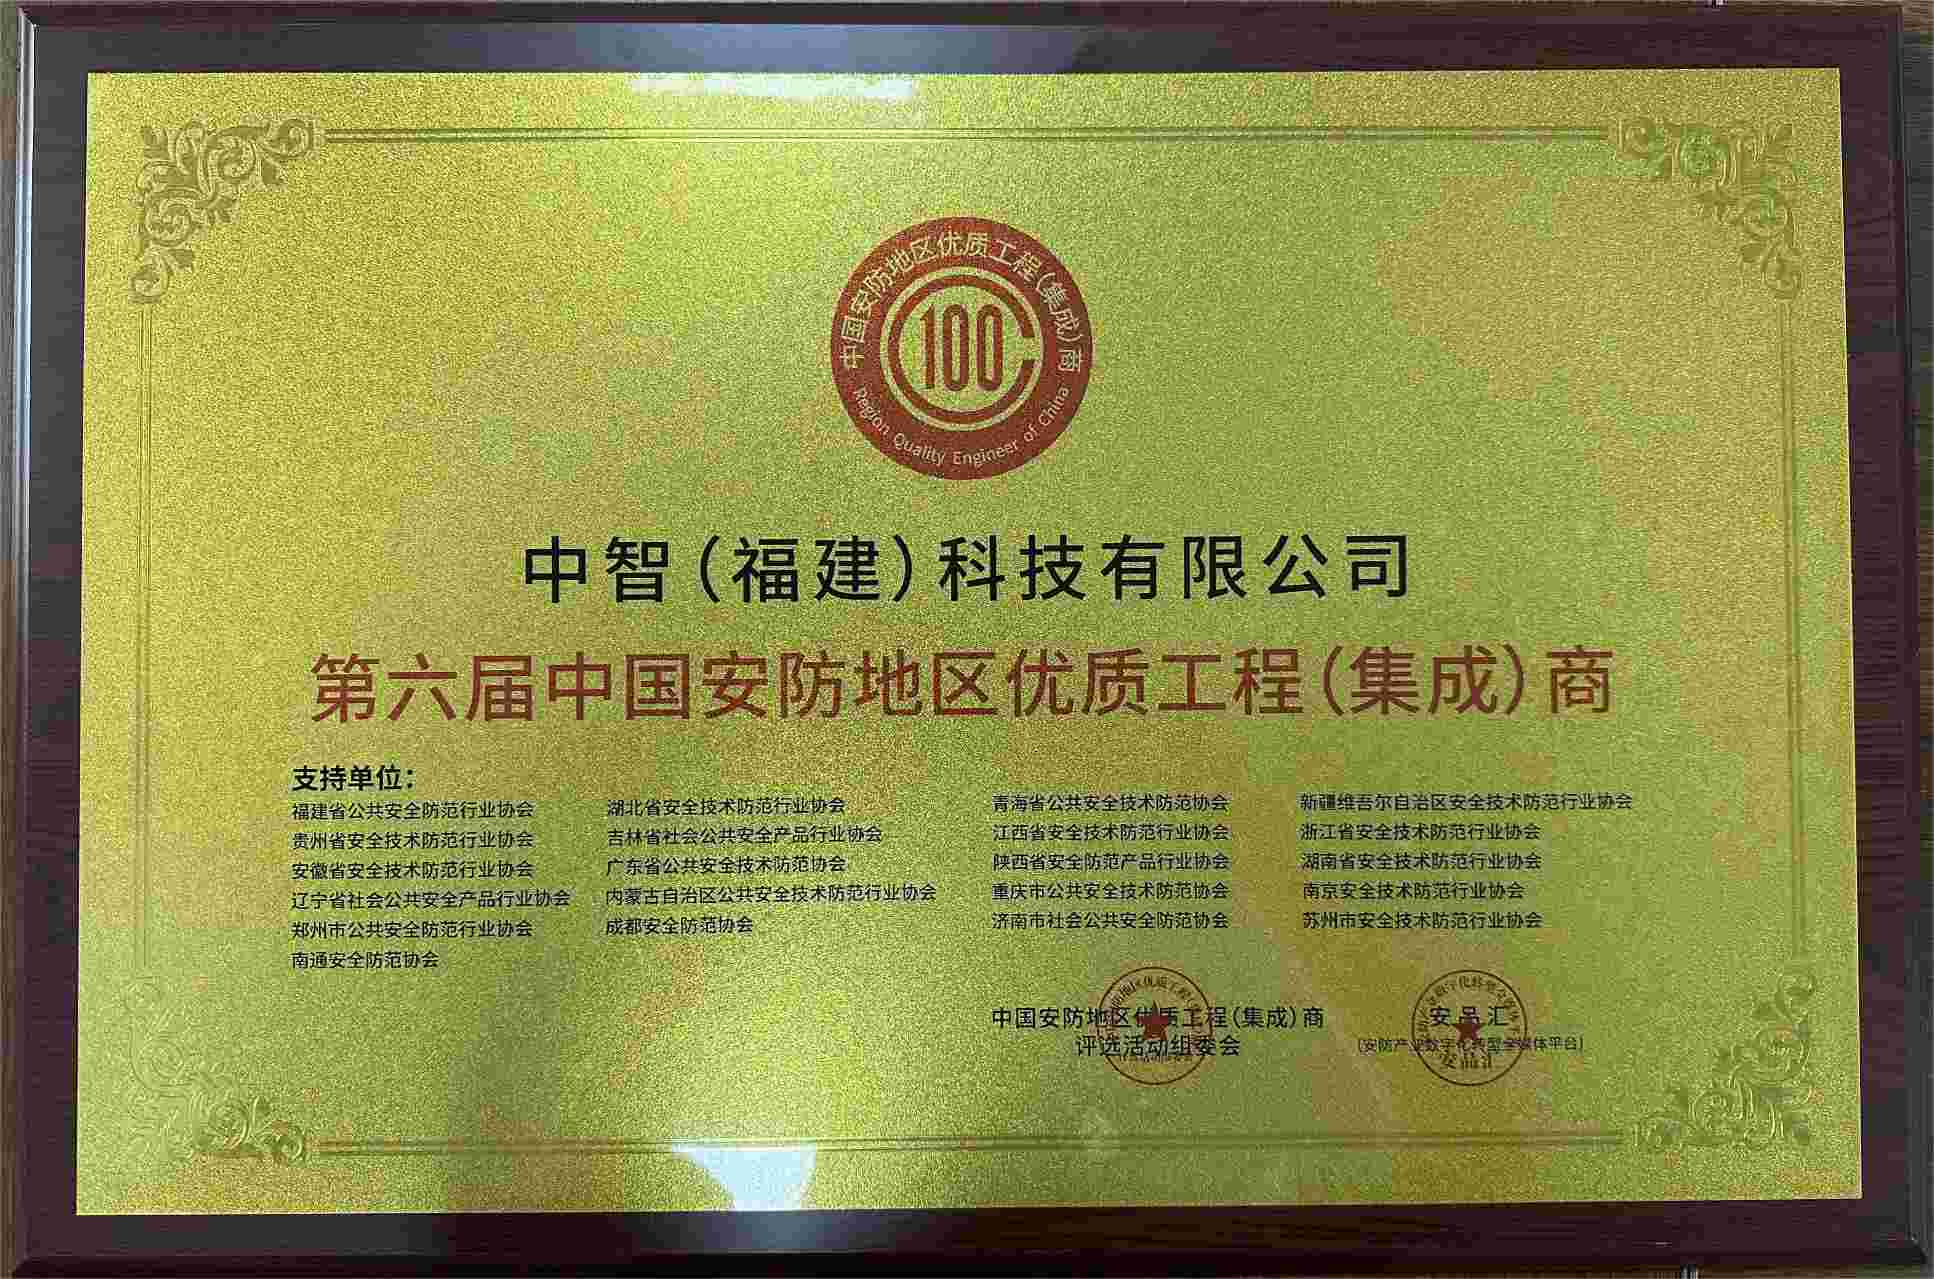 中国安防地区优质工程(集成)商
100
Region Quality Engineer of China
中智(福建)科技有限公司
第六届中国安防地区优质工程(集成)商
支持单位:
福建省公共安全防范行业协会
贵州省安全技术防范行业协会
安徽省安全技术防范行业协会
辽宁省社会公共安全产品行业协会
郑州市公共安全防范行业协会
南通安全防范协会
湖北省安全技术防范行业协会
吉林省社会公共安全产品行业协会
广东省公共安全技术防范协会
内蒙古自治区公共安全技术防范行业协会
成都安全防范协会
青海省公共安全技术防范协会
江西省安全技术防范行业协会
陕西省安全防范产品行业协会
重庆市公共安全技术防范协会
济南市社会公共安全防范协会
新疆维吾尔自治区安全技术防范行业协会
浙江省安全技术防范行业协会
湖南省安全技术防范行业协会
南京安全技术防范行业协会
苏州市安全技术防范行业协会
中国安防地区优质工程(集成)商
评选活动组委会
安品汇
(安防产业数字化转型全媒体平台)
安品汇